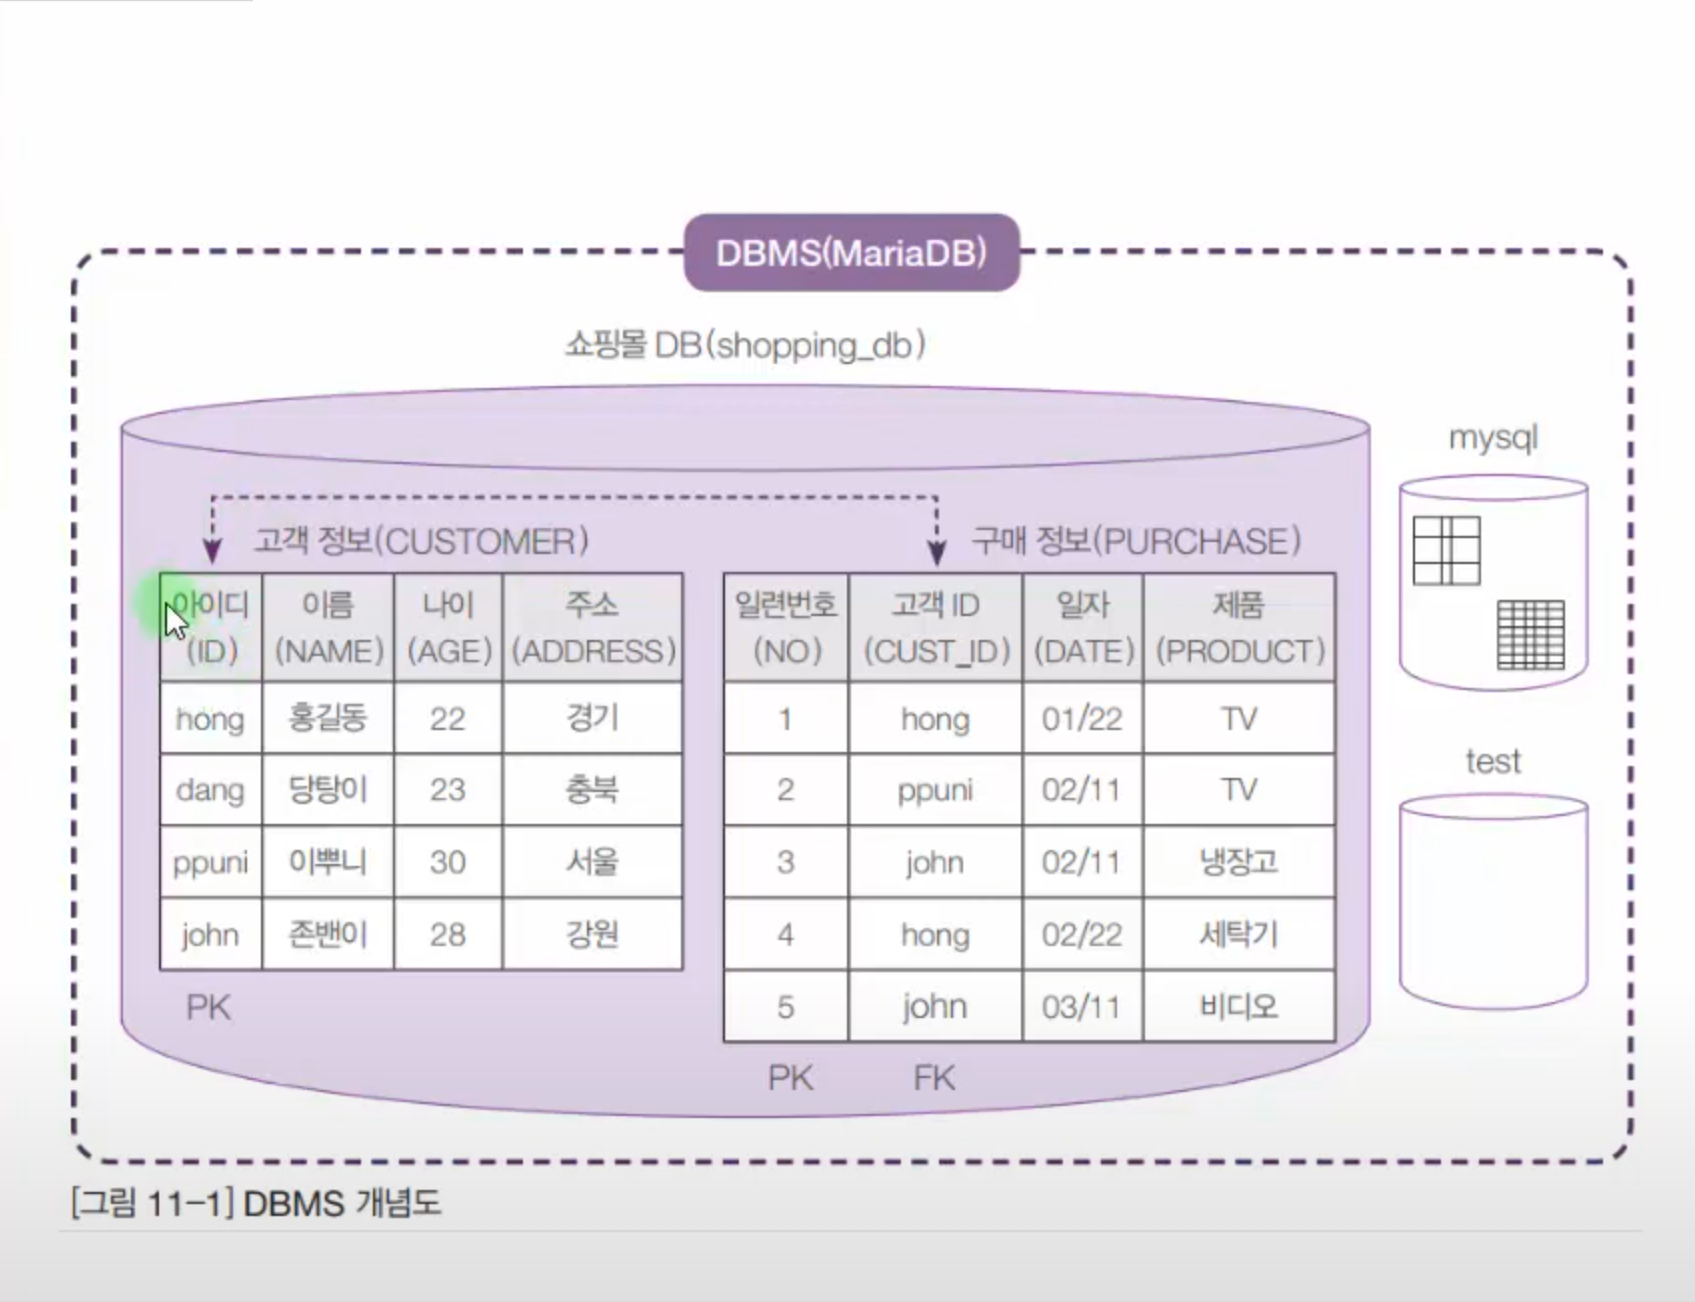 DBMS(MariaDB)
쇼핑몰 DB(shopping_db)
고객 정보(CUSTOMER)
아이디 이름 나이 주소
(ID) (NAME) (AGE) (ADDRESS)
hong 홍길동 22 경기
dang 당탕이 23 충북
ppuni 이뿌니 30 서울
john 존밴이 28 강원
PK
구매 정보(PURCHASE)
일련번호 고객 ID 일자 제품
(NO) (CUST_ID) (DATE) (PRODUCT)
1 hong 01/22 TV
2 ppuni 02/11 TV
3 john 02/11 냉장고
4 hong 02/22 세탁기
5 john 03/11 비디오
PK FK
mysql
test
[그림 11-1] DBMS 개념도